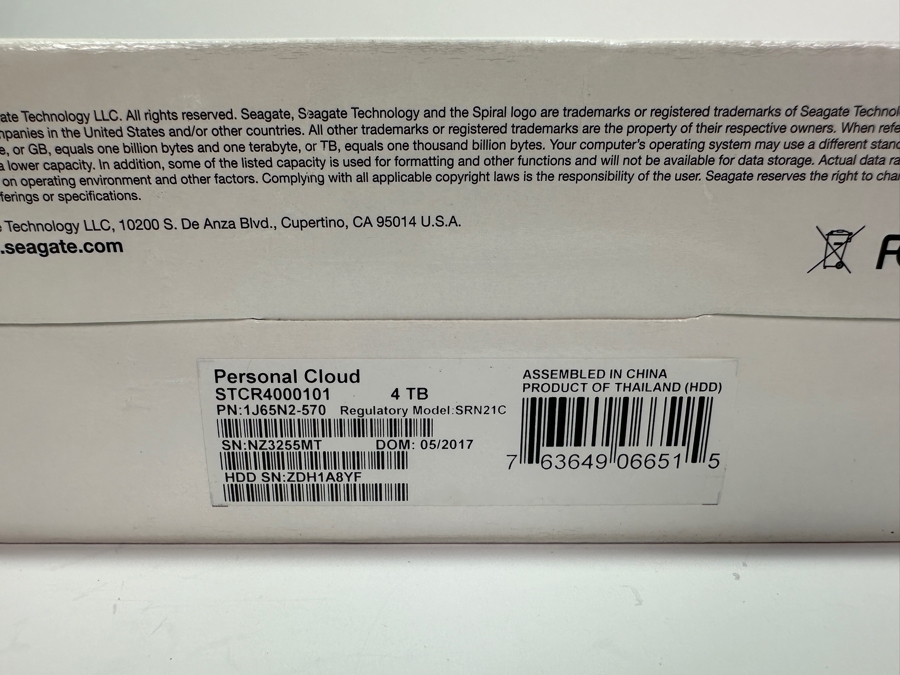 ate Technology LLC. All rights reserved. Seagate, Seagate Technology and the Spiral logo are trademarks or registered trademarks of Seagate Technol
npanies in the United States and/or other countries. All other trademarks or registered trademarks are the property of their respective owners. When refe
e, or GB, equals one billion bytes and one terabyte, or TB, equals one thousand billion bytes. Your computer's operating system may use a different stand
a lower capacity. In addition, some of the listed capacity is used for formatting and other functions and will not be available for data storage. Actual data ra
on operating environment and other factors. Complying with all applicable copyright laws is the responsibility of the user. Seagate reserves the right to cha
ferings or specifications.
Technology LLC, 10200 S. De Anza Blvd., Cupertino, CA 95014 U.S.A.
.seagate.com
Personal Cloud
STCR4000101 4 TB
PN:1J65N2-570 Regulatory Model:SRN21C
SN:NZ3255MT DOM: 05/2017
HDD SN:ZDH1A8YF
ASSEMBLED IN CHINA
PRODUCT OF THAILAND (HDD)
7 63649 06651 5